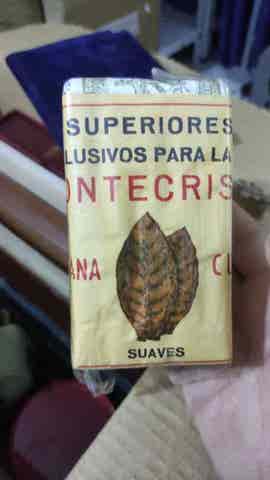 SUPERIORES
LUSIVOS PARA LA
ONTECRIS
ANA
SUAVES